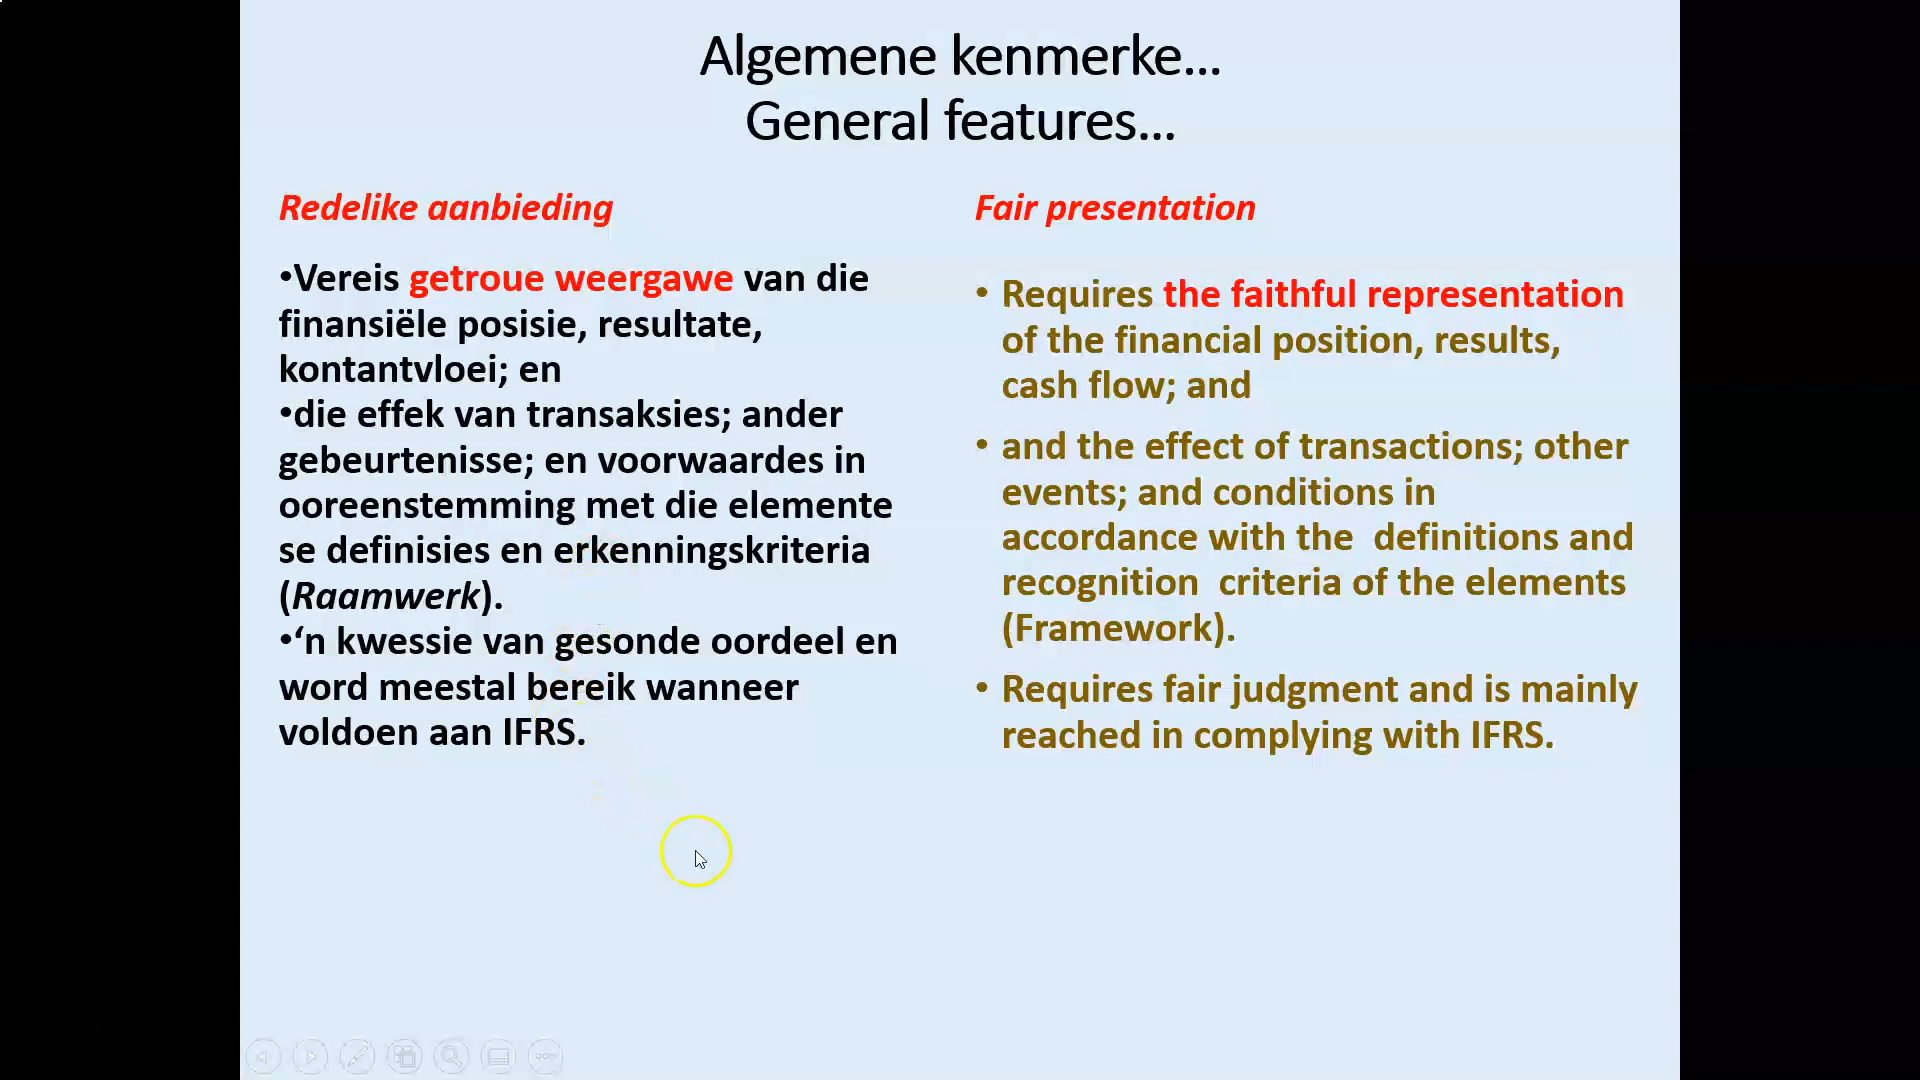 Algemene kenmerke...
General features...
Redelike aanbieding
•Vereis getroue weergawe van die
finansiële posisie, resultate,
kontantvloei; en
•die effek van transaksies; ander
gebeurtenisse; en voorwaardes in
ooreenstemming met die elemente
se definisies en erkenningskriteria
(Raamwerk).
•‘n kwessie van gesonde oordeel en
word meestal bereik wanneer
voldoen aan IFRS.
Fair presentation
• Requires the faithful representation
of the financial position, results,
cash flow; and
• and the effect of transactions; other
events; and conditions in
accordance with the  definitions and
recognition  criteria of the elements
(Framework).
• Requires fair judgment and is mainly
reached in complying with IFRS.